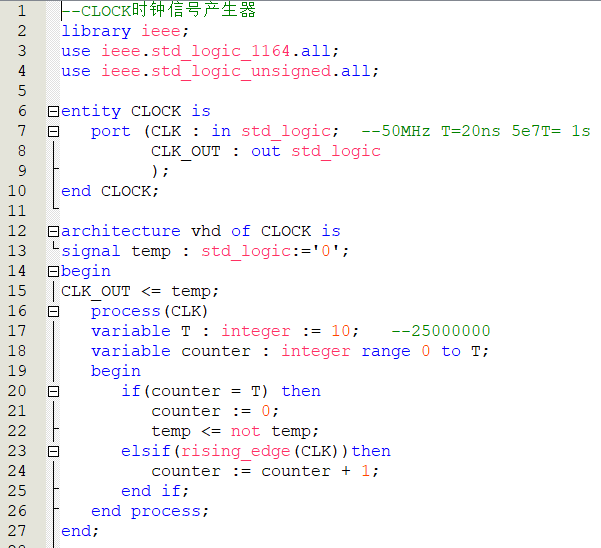 1 --CLOCK时钟信号产生器
2 library ieee;
3 use ieee.std_logic_1164.all;
4 use ieee.std_logic_unsigned.all;
5
6 entity CLOCK is
7 port (CLK : in std_logic; --50MHz T=20ns 5e7T= 1s
8 CLK_OUT : out std_logic
9 );
10 end CLOCK;
11
12 architecture vhd of CLOCK is
13 signal temp : std_logic:='0';
14 begin
15 CLK_OUT <= temp;
16 process(CLK)
17 variable T : integer := 10; --25000000
18 variable counter : integer range 0 to T;
19 begin
20 if(counter = T) then
21 counter := 0;
22 temp <= not temp;
23 elsif(rising_edge(CLK))then
24 counter := counter + 1;
25 end if;
26 end process;
27 end;